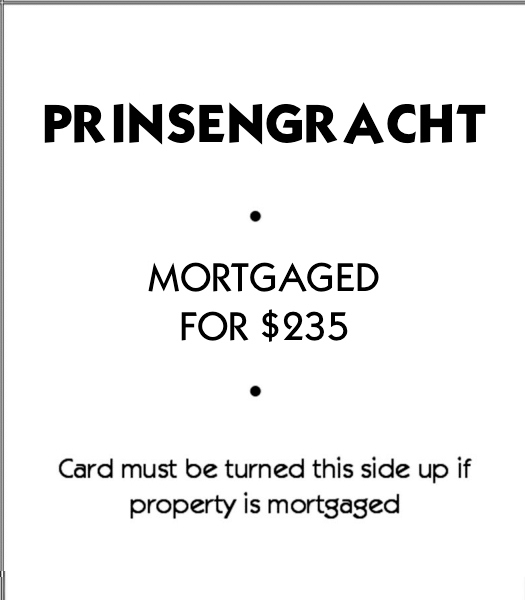 PRINSENGRACHT
•
MORTGAGED
FOR $235
•
Card must be turned this side up if
property is mortgaged